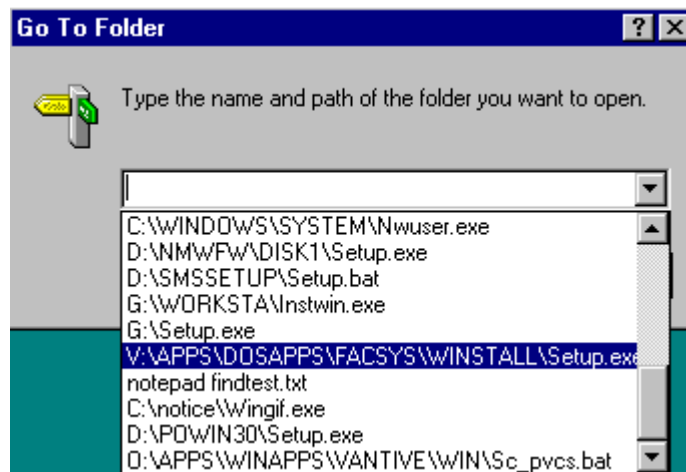 Go To Folder
Type the name and path of the folder you want to open.
C:\WINDOWS\SYSTEM\Nwuser.exe
D:\NMWFW\DISK1\Setup.exe
D:\SMSSETUP\Setup.bat
G:\WORKSTA\Instwin.exe
G:\Setup.exe
V:\APPS\DOSAPPS\FACSYS\WINSTALL\Setup.exe
notepad findtest.txt
C:\notice\Wingif.exe
D:\POWIN30\Setup.exe
O:\APPS\WINAPPS\VANTIVE\WIN\Sc_pvcs.bat